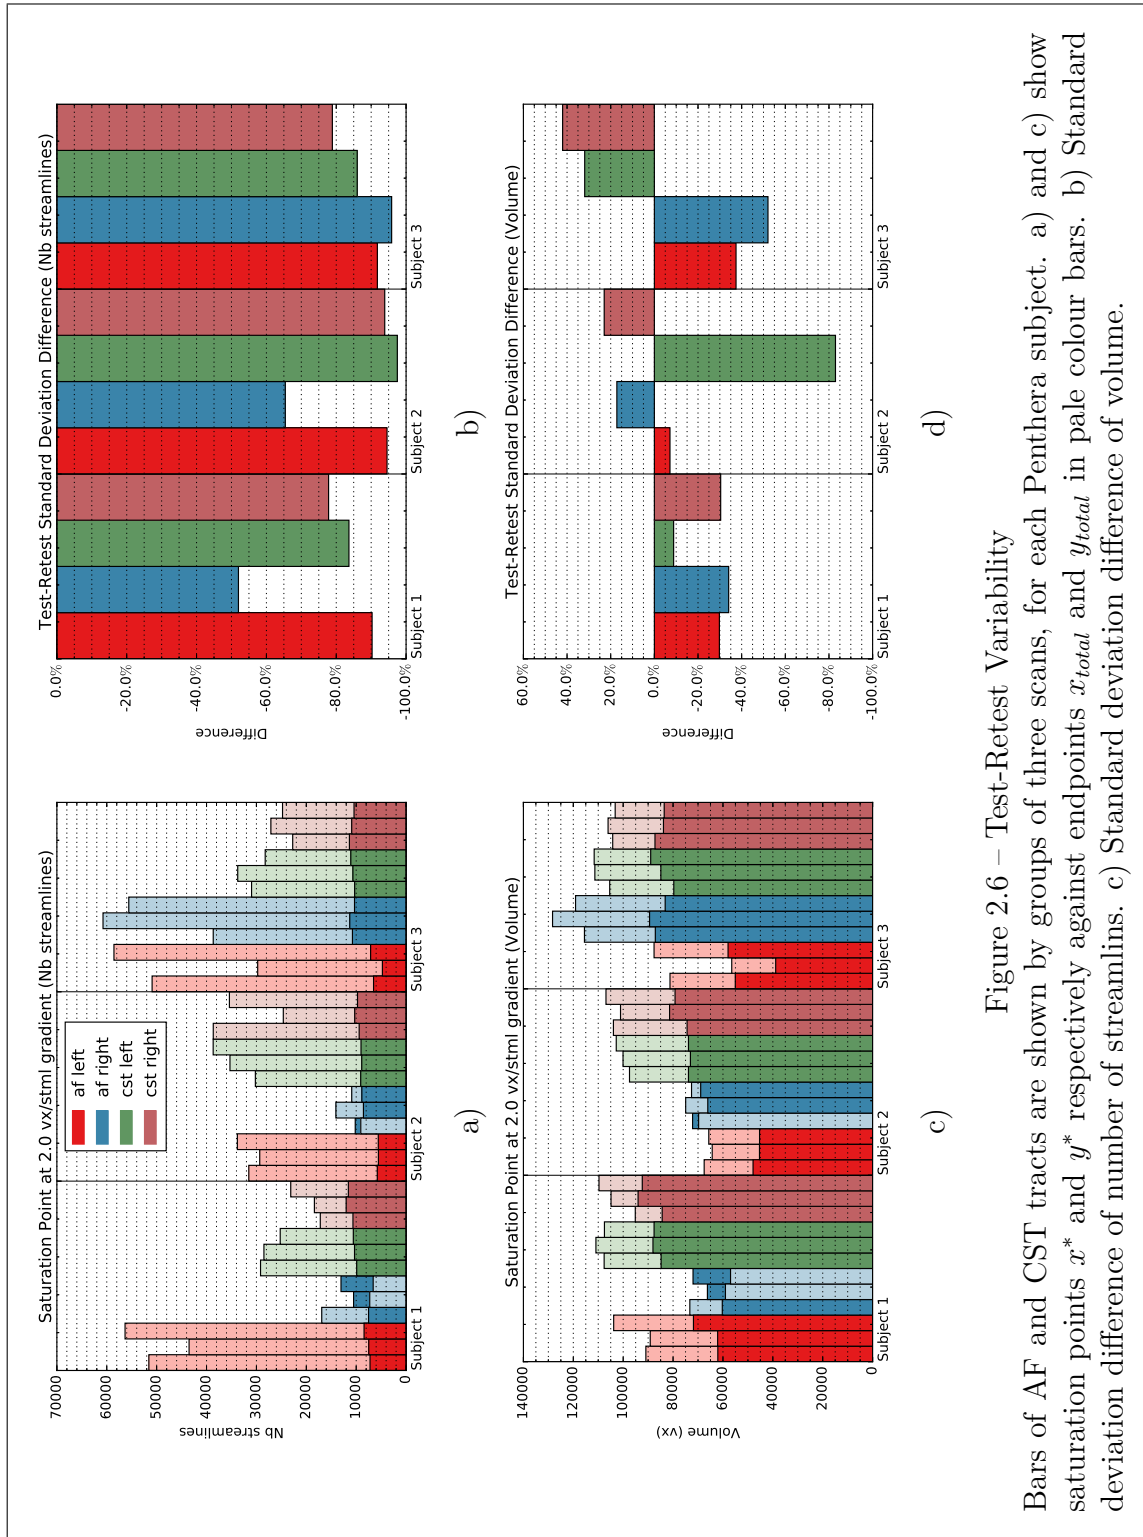 Saturation Point at 2.0 vx/stml gradient (Nb streamlines)
70000
60000
50000
40000
30000
20000
10000
0
Nb streamlines
af left
af right
cst left
cst right
Subject 1
Subject 2
Subject 3
a)
Test-Retest Standard Deviation Difference (Nb streamlines)
0.0%
-20.0%
-40.0%
-60.0%
-80.0%
-100.0%
Difference
Subject 1
Subject 2
Subject 3
b)
Saturation Point at 2.0 vx/stml gradient (Volume)
140000
120000
100000
80000
60000
40000
20000
0
Volume (vx)
Subject 1
Subject 2
Subject 3
c)
Test-Retest Standard Deviation Difference (Volume)
60.0%
40.0%
20.0%
0.0%
-20.0%
-40.0%
-60.0%
-80.0%
-100.0%
Difference
Subject 1
Subject 2
Subject 3
d)
Figure 2.6 – Test-Retest Variability
Bars of AF and CST tracts are shown by groups of three scans, for each Penthera subject. a) and c) show
saturation points x* and y* respectively against endpoints x_total and y_total in pale colour bars. b) Standard
deviation difference of number of streamlins. c) Standard deviation difference of volume.